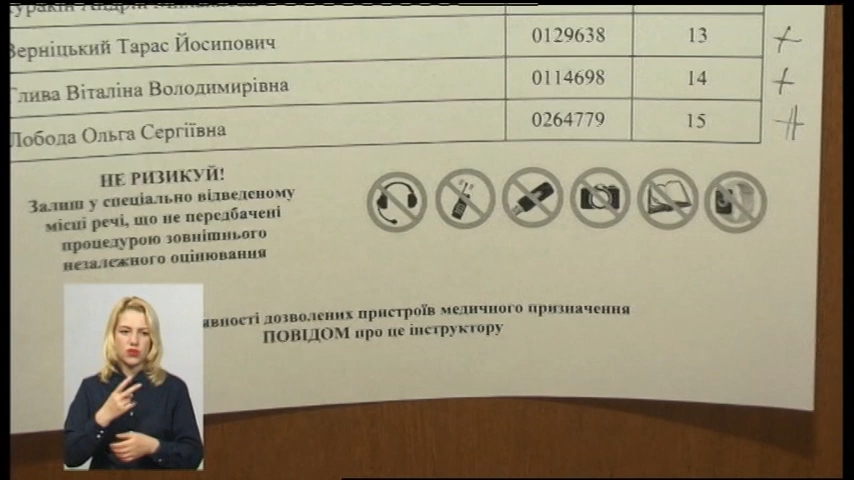 Верніцький Тарас Йосипович 0129638 13 +
Глива Віталіна Володимирівна 0114698 14 +
Лобода Ольга Сергіївна 0264779 15 +
НЕ РИЗИКУЙ!
Залиш у спеціально відведеному
місці речі, що не передбачені
процедурою зовнішнього
незалежного оцінювання
дозволених пристроїв медичного призначення
ПОВІДОМ про це інструктору